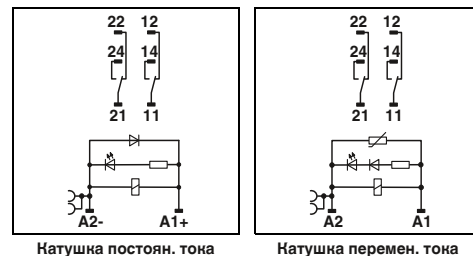 22 12 22 12
24 14 24 14
21 11 21 11
A2- A1+ A2 A1
Катушка постоян. тока Катушка перемен. тока